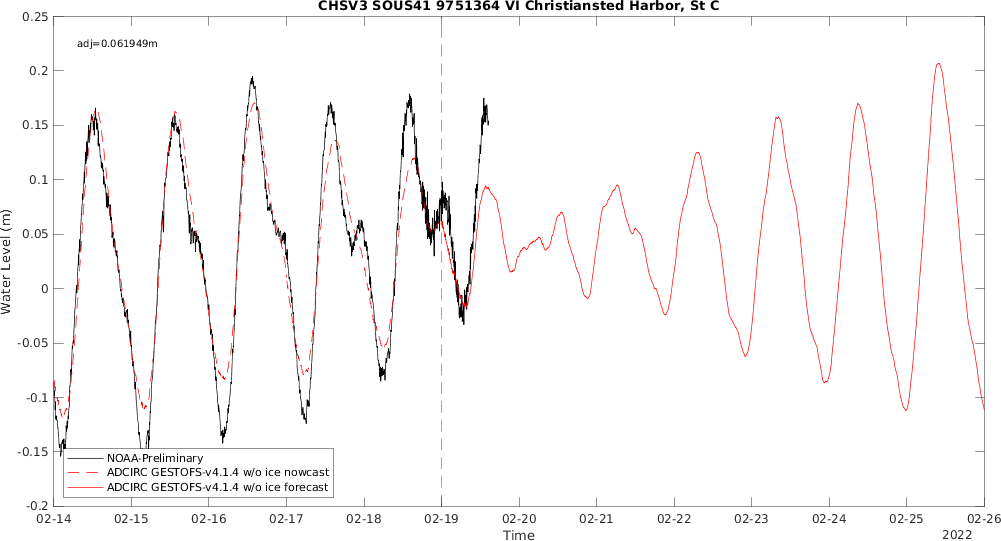 CHSV3 SOUS41 9751364 VI Christiansted Harbor, St C
0.25
adj=0.061949m
0.2
0.15
0.1
0.05
0
-0.05
-0.1
-0.15
-0.2
Water Level (m)
NOAA-Preliminary
ADCIRC GESTOFS-v4.1.4 w/o ice nowcast
ADCIRC GESTOFS-v4.1.4 w/o ice forecast
02-14 02-15 02-16 02-17 02-18 02-19 02-20 02-21 02-22 02-23 02-24 02-25 02-26
Time
2022